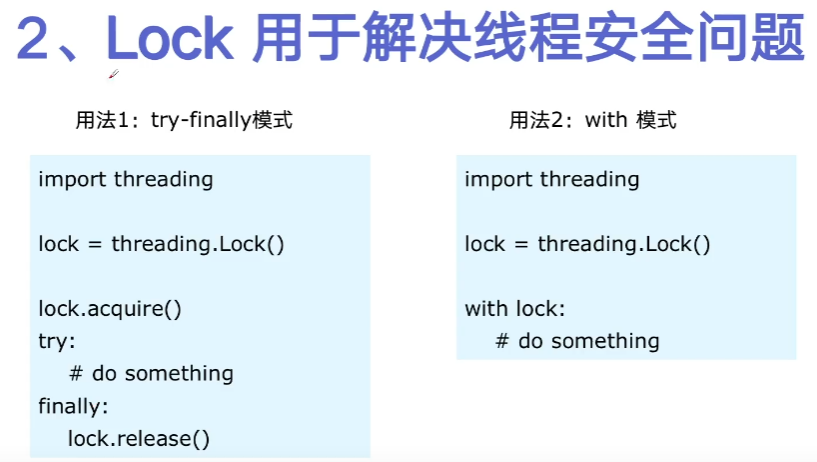 2、Lock 用于解决线程安全问题
用法1：try-finally模式
import threading
lock = threading.Lock()
lock.acquire()
try:
# do something
finally:
lock.release()
用法2：with 模式
import threading
lock = threading.Lock()
with lock:
# do something